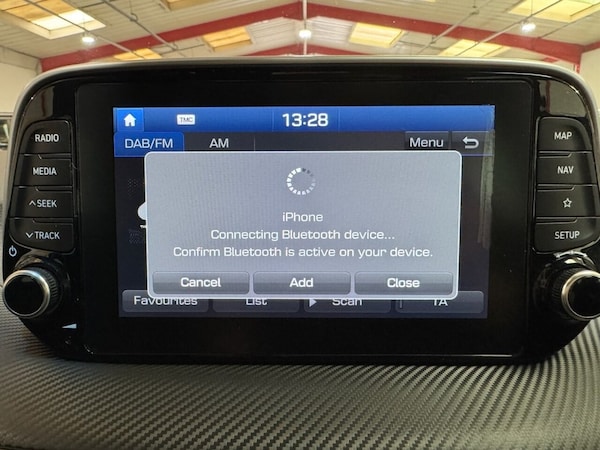 TMC
13:28
DAB/FM AM Menu
iPhone
Connecting Bluetooth device...
Confirm Bluetooth is active on your device.
Cancel Add Close
Favourites List Scan TA
RADIO
MEDIA
SEEK
TRACK
MAP
NAV
SETUP